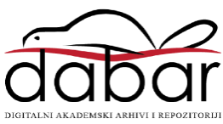 dabar
DIGITALNI AKADEMSKI ARHIVI I REPOZITORIJI